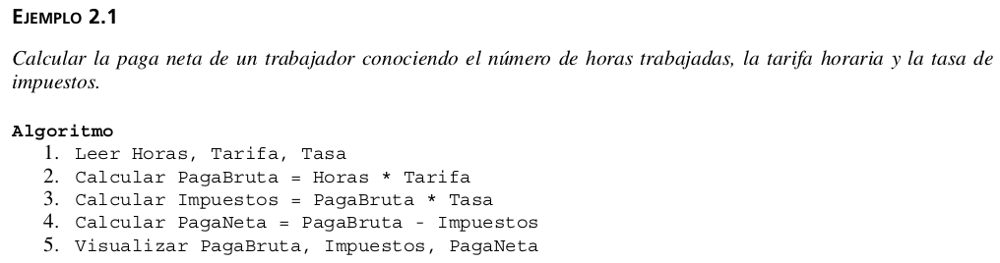 EJEMPLO 2.1
Calcular la paga neta de un trabajador conociendo el número de horas trabajadas, la tarifa horaria y la tasa de
impuestos.
Algoritmo
1. Leer Horas, Tarifa, Tasa
2. Calcular PagaBruta = Horas * Tarifa
3. Calcular Impuestos = PagaBruta * Tasa
4. Calcular PagaNeta = PagaBruta - Impuestos
5. Visualizar PagaBruta, Impuestos, PagaNeta